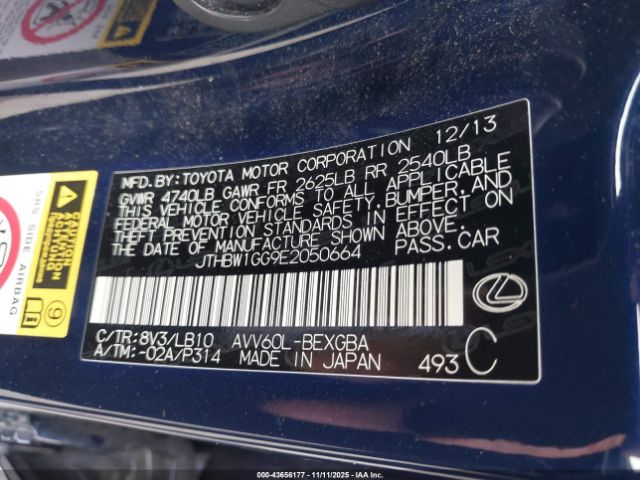 12/13
MFD.BY:TOYOTA MOTOR CORPORATION
GVWR 4740LB GAWR FR 2625LB RR 2540LB
THIS VEHICLE CONFORMS TO ALL APPLICABLE
FEDERAL MOTOR VEHICLE SAFETY, BUMPER, AND
THEFT PREVENTION STANDARDS IN EFFECT ON
THE DATE OF MANUFACTURE SHOWN ABOVE.
JTHBW1GG9E2050664 PASS.CAR
C/TR:8V3/LB10 AVV60L-BEXGBA
A/TM:-02A/P314 MADE IN JAPAN 493 C
SRS SIDE AIRBAG
9
000-43656177 - 11/11/2025 - IAAI.COM